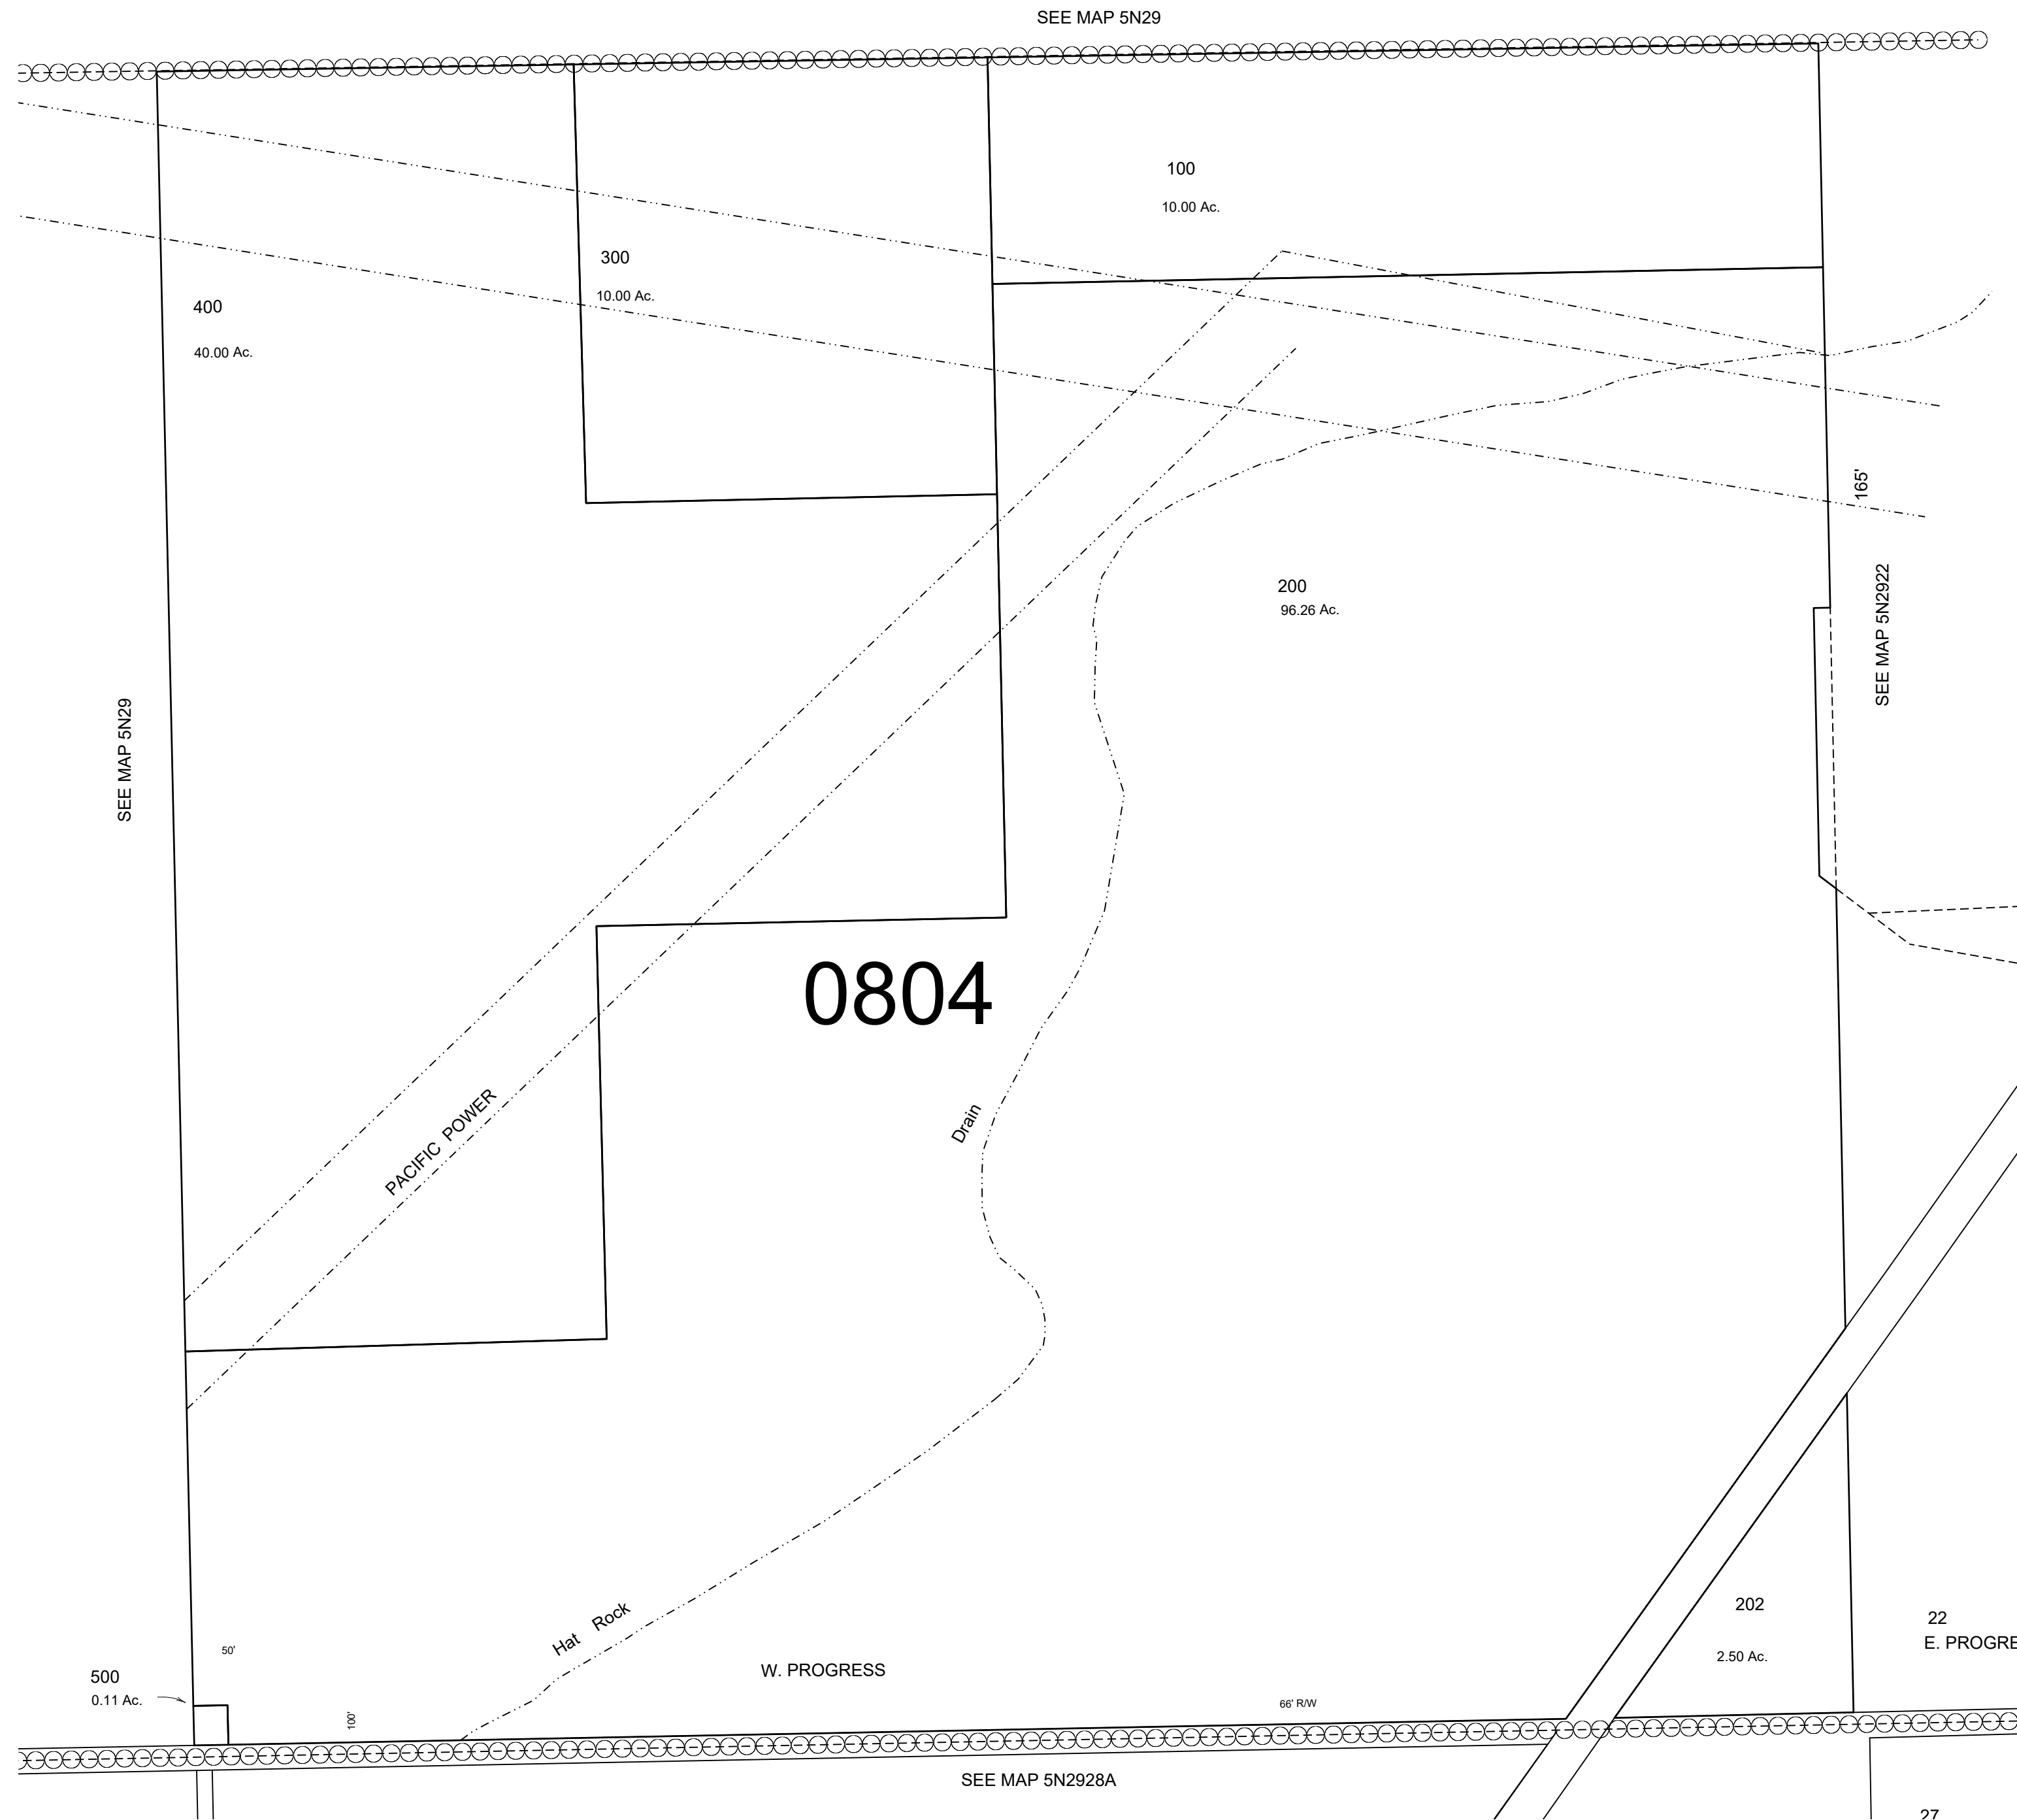 SEE MAP 5N29
100
10.00 Ac.
300
10.00 Ac.
400
40.00 Ac.
165'
200
96.26 Ac.
SEE MAP 5N2922
SEE MAP 5N29
0804
PACIFIC POWER
Drain
Hat Rock
202
2.50 Ac.
22
E. PROGRE
50'
500
0.11 Ac.
W. PROGRESS
66' R/W
100'
SEE MAP 5N2928A
27